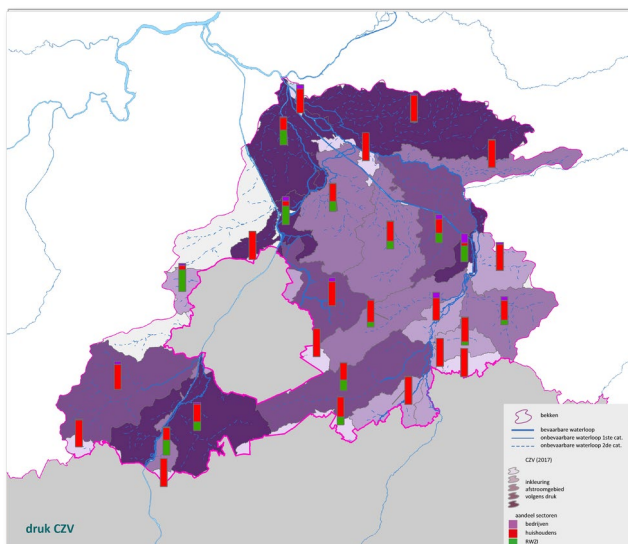 bekken
bevaarbare waterloop
onbevaarbare waterloop 1ste cat.
onbevaarbare waterloop 2de cat.
CZV (2017)
inkleuring
afstroomgebied
volgens druk
aandeel sectoren
bedrijven
huishoudens
RWZI
druk CZV